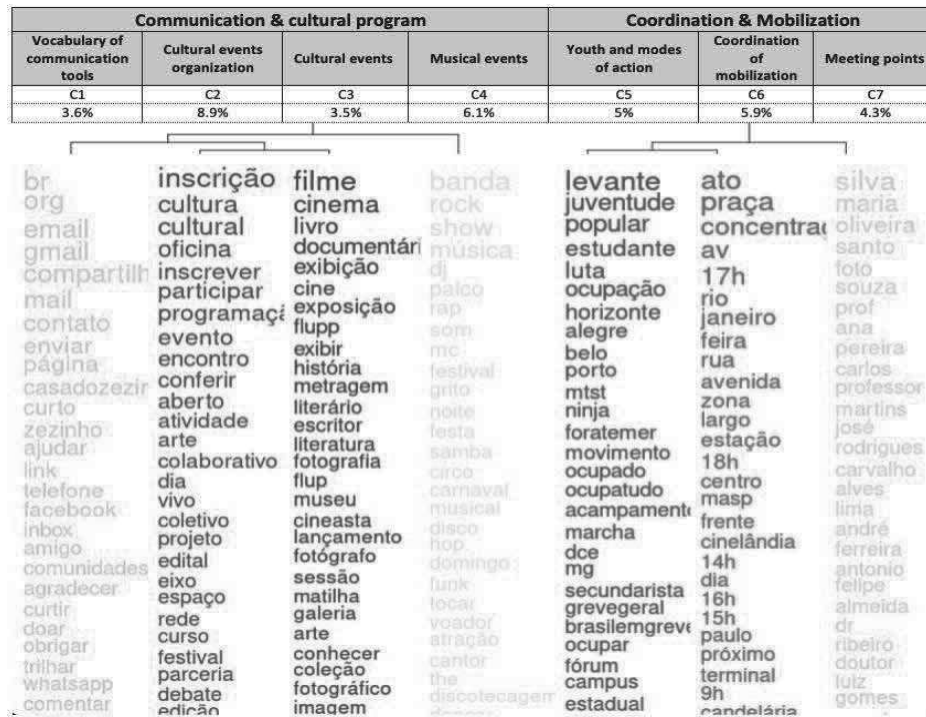 Communication & cultural program
Coordination & Mobilization
Vocabulary of communication tools
Cultural events organization
Cultural events
Musical events
Youth and modes of action
Coordination of mobilization
Meeting points
C1 C2 C3 C4 C5 C6 C7
3.6% 8.9% 3.5% 6.1% 5% 5.9% 4.3%
br
org
email
gmail
compartilh
mail
contato
enviar
página
casadozezir
curto
zezinho
ajudar
link
telefone
facebook
inbox
amigo
comunidades
agradecer
curtir
doar
obrigar
trilhar
whatsapp
comentar
inscrição
cultura
cultural
oficina
inscrever
participar
programaçã
evento
encontro
conferir
aberto
atividade
arte
colaborativo
dia
vivo
coletivo
projeto
edital
eixo
espaço
rede
curso
festival
parceria
debate
edição
filme
cinema
livro
documentári
exibição
cine
exposição
flupp
exibir
história
metragem
literário
escritor
literatura
fotografia
flup
museu
cineasta
lançamento
fotógrafo
sessão
matilha
galeria
arte
conhecer
coleção
fotográfico
imagem
banda
rock
show
música
dj
palco
rap
som
mc
festival
grito
noite
festa
samba
circo
carnaval
musical
disco
hop
domingo
funk
tocar
voador
atração
cantor
the
discotecagem
levante
juventude
popular
estudante
luta
ocupação
horizonte
alegre
belo
porto
mtst
ninja
foratemer
movimento
ocupado
ocupatudo
acampament
marcha
dce
mg
secundarista
grevegeral
brasilemgreve
ocupar
fórum
campus
estadual
ato
praça
concentraç
av
17h
rio
janeiro
feira
rua
avenida
zona
largo
estação
18h
centro
masp
frente
cinelândia
14h
dia
16h
15h
paulo
próximo
terminal
9h
candelária
silva
maria
oliveira
santo
foto
souza
prof
ana
pereira
carlos
professor
martins
josé
rodrigues
carvalho
alves
lima
andré
ferreira
antonio
felipe
almeida
dr
ribeiro
doutor
luiz
gomes